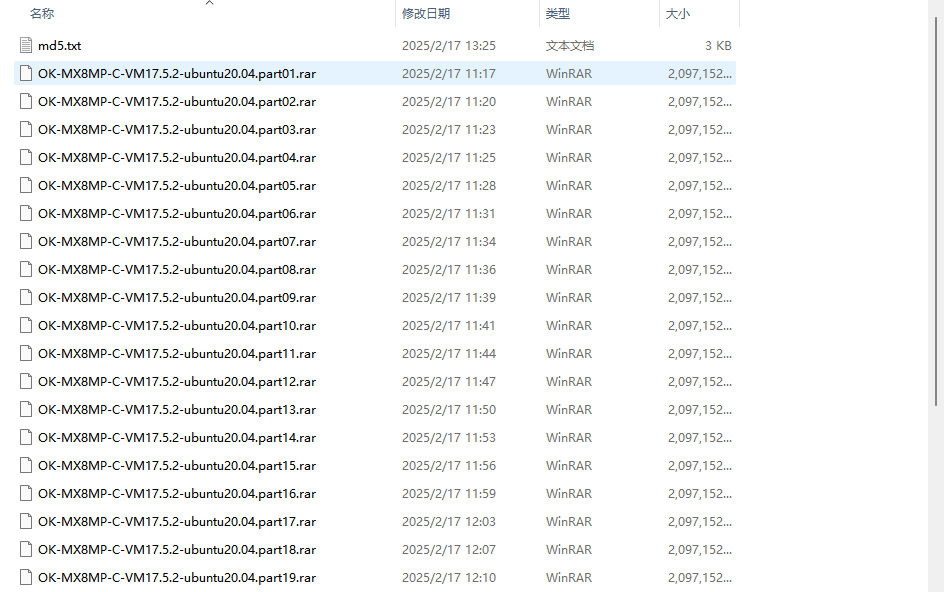 名称 修改日期 类型 大小
md5.txt 2025/2/17 13:25 文本文档 3 KB
OK-MX8MP-C-VM17.5.2-ubuntu20.04.part01.rar 2025/2/17 11:17 WinRAR 2,097,152...
OK-MX8MP-C-VM17.5.2-ubuntu20.04.part02.rar 2025/2/17 11:20 WinRAR 2,097,152...
OK-MX8MP-C-VM17.5.2-ubuntu20.04.part03.rar 2025/2/17 11:23 WinRAR 2,097,152...
OK-MX8MP-C-VM17.5.2-ubuntu20.04.part04.rar 2025/2/17 11:25 WinRAR 2,097,152...
OK-MX8MP-C-VM17.5.2-ubuntu20.04.part05.rar 2025/2/17 11:28 WinRAR 2,097,152...
OK-MX8MP-C-VM17.5.2-ubuntu20.04.part06.rar 2025/2/17 11:31 WinRAR 2,097,152...
OK-MX8MP-C-VM17.5.2-ubuntu20.04.part07.rar 2025/2/17 11:34 WinRAR 2,097,152...
OK-MX8MP-C-VM17.5.2-ubuntu20.04.part08.rar 2025/2/17 11:36 WinRAR 2,097,152...
OK-MX8MP-C-VM17.5.2-ubuntu20.04.part09.rar 2025/2/17 11:39 WinRAR 2,097,152...
OK-MX8MP-C-VM17.5.2-ubuntu20.04.part10.rar 2025/2/17 11:41 WinRAR 2,097,152...
OK-MX8MP-C-VM17.5.2-ubuntu20.04.part11.rar 2025/2/17 11:44 WinRAR 2,097,152...
OK-MX8MP-C-VM17.5.2-ubuntu20.04.part12.rar 2025/2/17 11:47 WinRAR 2,097,152...
OK-MX8MP-C-VM17.5.2-ubuntu20.04.part13.rar 2025/2/17 11:50 WinRAR 2,097,152...
OK-MX8MP-C-VM17.5.2-ubuntu20.04.part14.rar 2025/2/17 11:53 WinRAR 2,097,152...
OK-MX8MP-C-VM17.5.2-ubuntu20.04.part15.rar 2025/2/17 11:56 WinRAR 2,097,152...
OK-MX8MP-C-VM17.5.2-ubuntu20.04.part16.rar 2025/2/17 11:59 WinRAR 2,097,152...
OK-MX8MP-C-VM17.5.2-ubuntu20.04.part17.rar 2025/2/17 12:03 WinRAR 2,097,152...
OK-MX8MP-C-VM17.5.2-ubuntu20.04.part18.rar 2025/2/17 12:07 WinRAR 2,097,152...
OK-MX8MP-C-VM17.5.2-ubuntu20.04.part19.rar 2025/2/17 12:10 WinRAR 2,097,152...